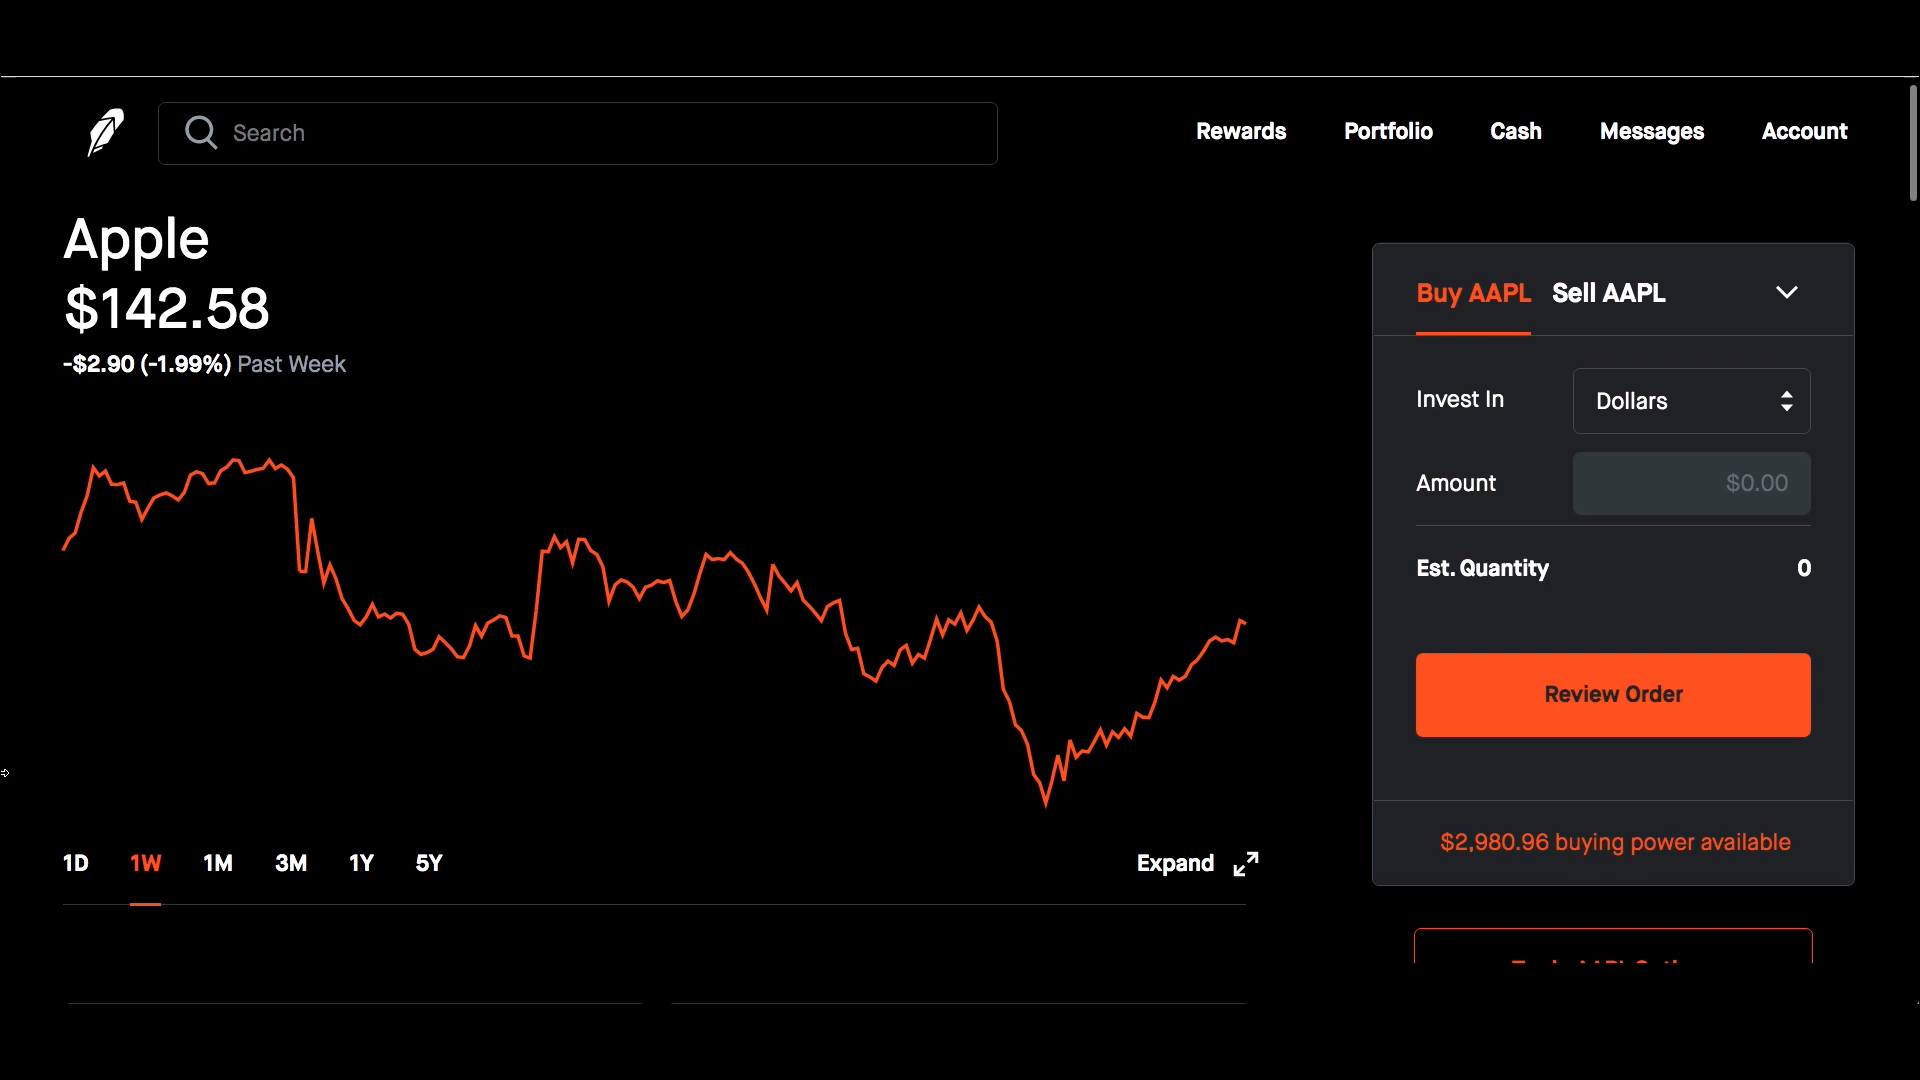 Search
Rewards
Portfolio
Cash
Messages
Account
Apple
$142.58
-$2.90 (-1.99%) Past Week
1D
1W
1M
3M
1Y
5Y
Expand
Buy AAPL
Sell AAPL
Invest In
Dollars
Amount
$0.00
Est. Quantity
0
Review Order
$2,980.96 buying power available